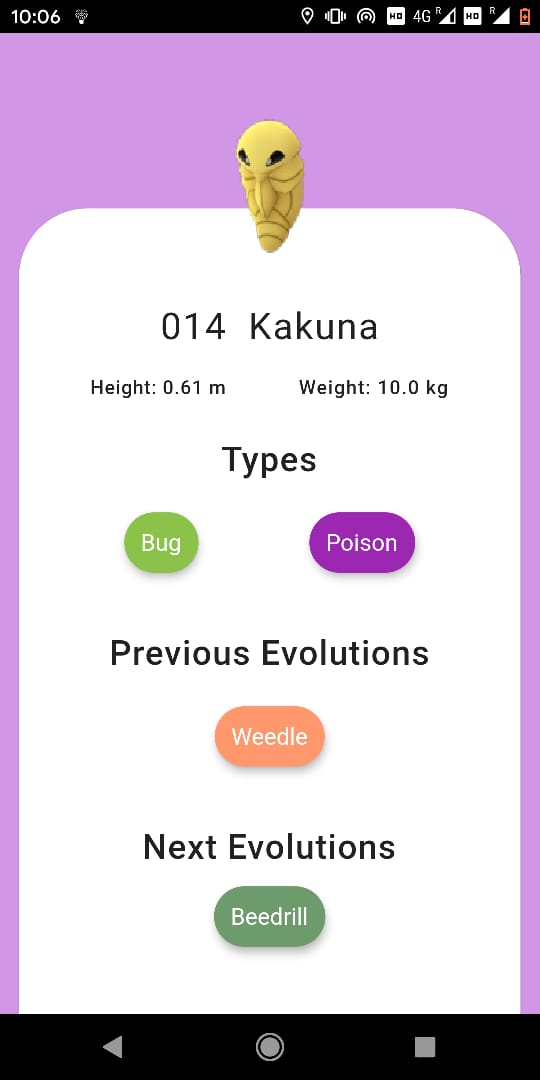 10:06 HD 4G R HD R
014 Kakuna
Height: 0.61 m Weight: 10.0 kg
Types
Bug Poison
Previous Evolutions
Weedle
Next Evolutions
Beedrill